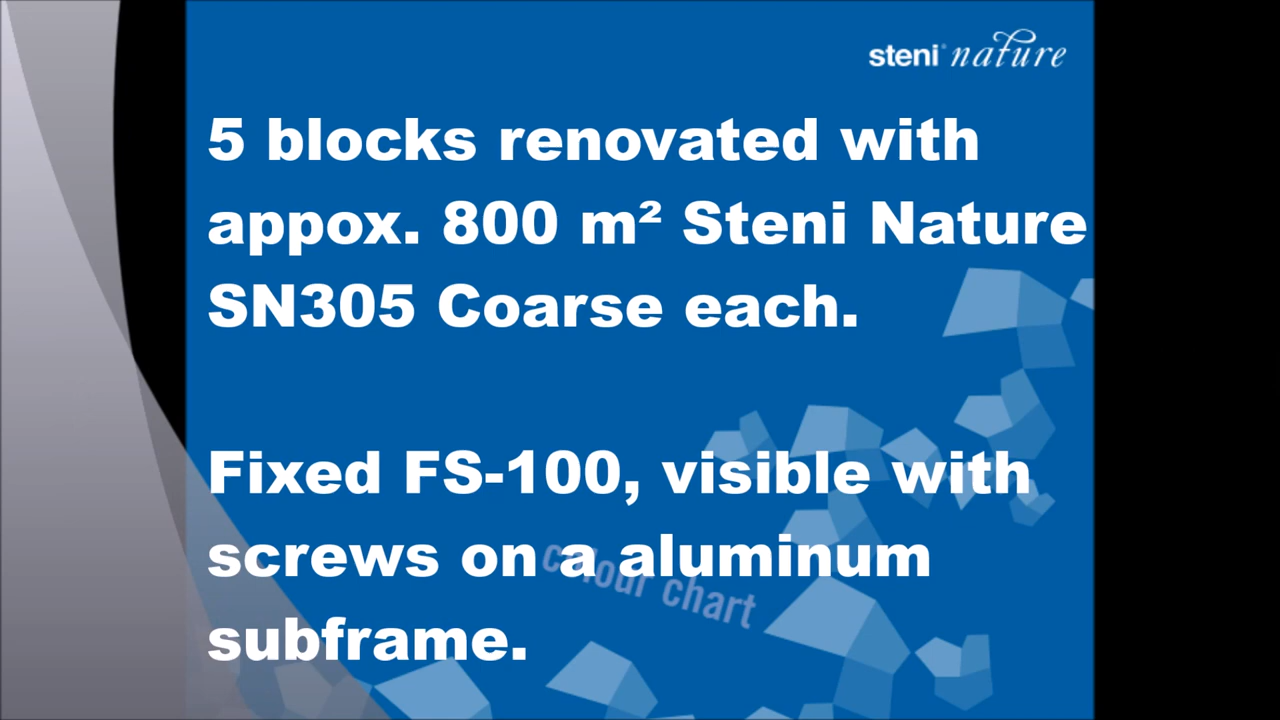 steni® nature
5 blocks renovated with
appox. 800 m² Steni Nature
SN305 Coarse each.
Fixed FS-100, visible with
screws on a aluminum
subframe.
colour chart